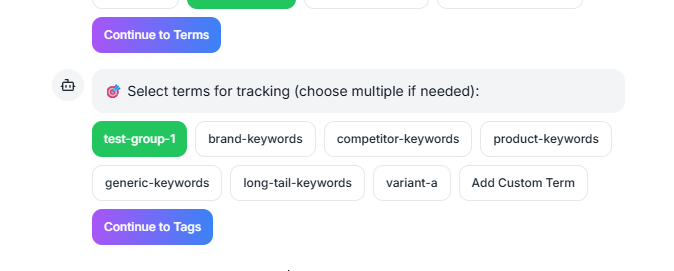 Continue to Terms
🎯 Select terms for tracking (choose multiple if needed):
test-group-1 brand-keywords competitor-keywords product-keywords
generic-keywords long-tail-keywords variant-a Add Custom Term
Continue to Tags